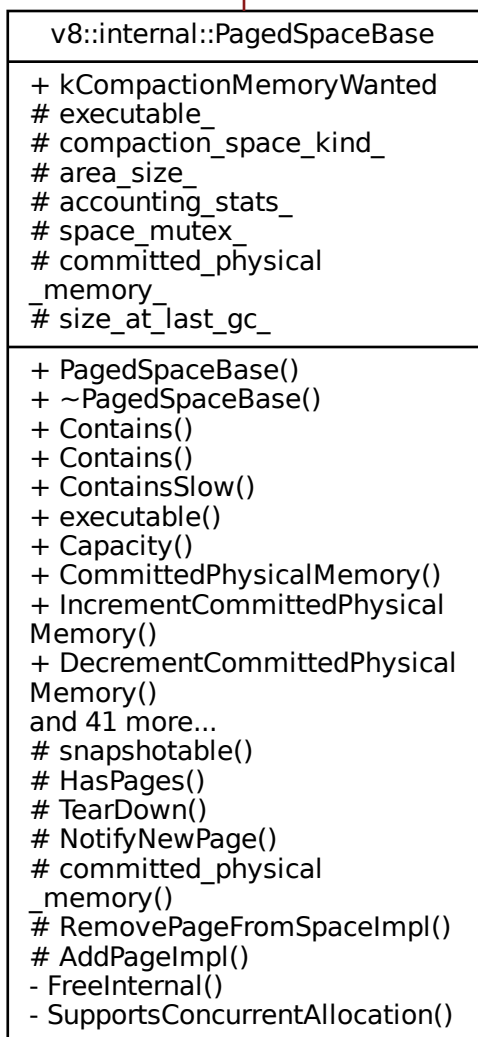 v8::internal::PagedSpaceBase
+ kCompactionMemoryWanted
# executable_
# compaction_space_kind_
# area_size_
# accounting_stats_
# space_mutex_
# committed_physical
_memory_
# size_at_last_gc_
+ PagedSpaceBase()
+ ~PagedSpaceBase()
+ Contains()
+ Contains()
+ ContainsSlow()
+ executable()
+ Capacity()
+ CommittedPhysicalMemory()
+ IncrementCommittedPhysical
Memory()
+ DecrementCommittedPhysical
Memory()
and 41 more...
# snapshotable()
# HasPages()
# TearDown()
# NotifyNewPage()
# committed_physical
_memory()
# RemovePageFromSpaceImpl()
# AddPageImpl()
- FreeInternal()
- SupportsConcurrentAllocation()